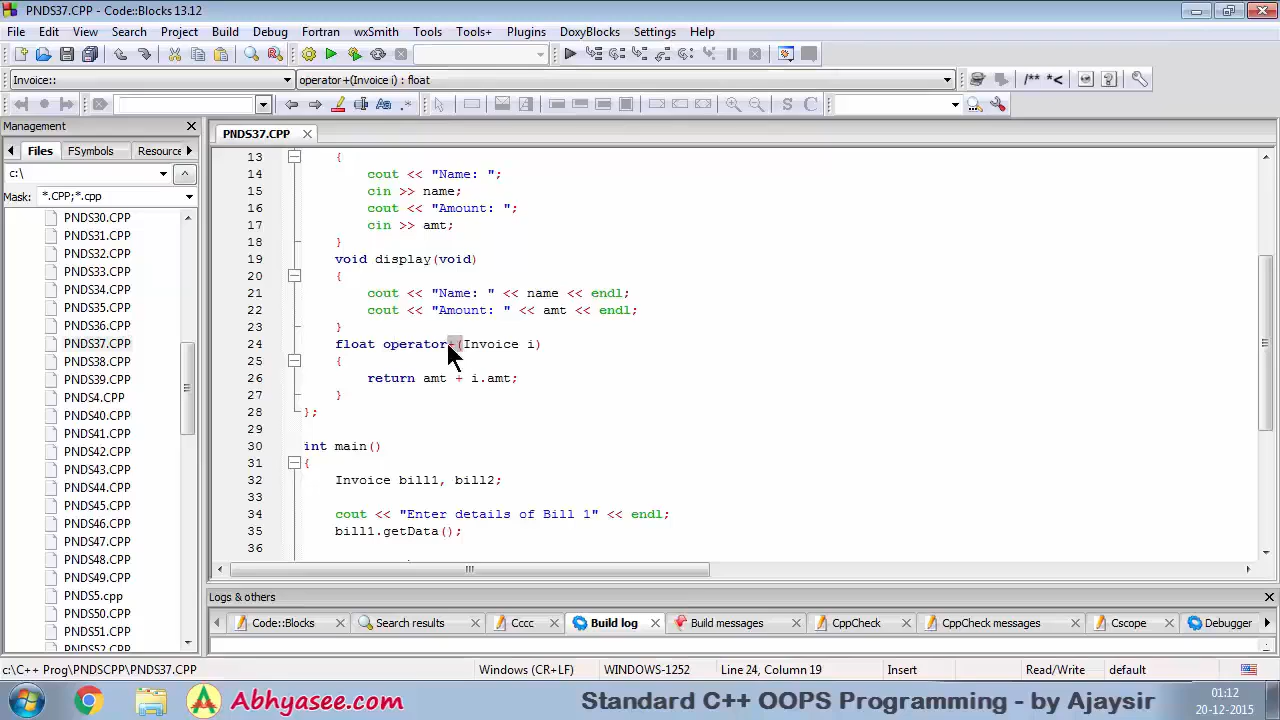 PNDS37.CPP - Code::Blocks 13.12
File Edit View Search Project Build Debug Fortran wxSmith Tools Tools+ Plugins DoxyBlocks Settings Help
Invoice:: operator+(Invoice i) : float
/** *<
S C
Management
Files FSymbols Resource
c:\
Mask: *.CPP;*.cpp
PNDS30.CPP
PNDS31.CPP
PNDS32.CPP
PNDS33.CPP
PNDS34.CPP
PNDS35.CPP
PNDS36.CPP
PNDS37.CPP
PNDS38.CPP
PNDS39.CPP
PNDS4.CPP
PNDS40.CPP
PNDS41.CPP
PNDS42.CPP
PNDS43.CPP
PNDS44.CPP
PNDS45.CPP
PNDS46.CPP
PNDS47.CPP
PNDS48.CPP
PNDS49.CPP
PNDS5.cpp
PNDS50.CPP
PNDS51.CPP
PNDS52.CPP
PNDS37.CPP
13 {
14 cout << "Name: ";
15 cin >> name;
16 cout << "Amount: ";
17 cin >> amt;
18 }
19 void display(void)
20 {
21 cout << "Name: " << name << endl;
22 cout << "Amount: " << amt << endl;
23 }
24 float operator+(Invoice i)
25 {
26 return amt + i.amt;
27 }
28 };
29
30 int main()
31 {
32 Invoice bill1, bill2;
33
34 cout << "Enter details of Bill 1" << endl;
35 bill1.getData();
36
Logs & others
Code::Blocks Search results Cccc Build log Build messages CppCheck CppCheck messages Cscope Debugger
c:\C++ Prog\PNDSCPP\PNDS37.CPP Windows (CR+LF) WINDOWS-1252 Line 24, Column 19 Insert Read/Write default
Abhyasee.com Standard C++ OOPS Programming - by Ajaysir
01:12
20-12-2015